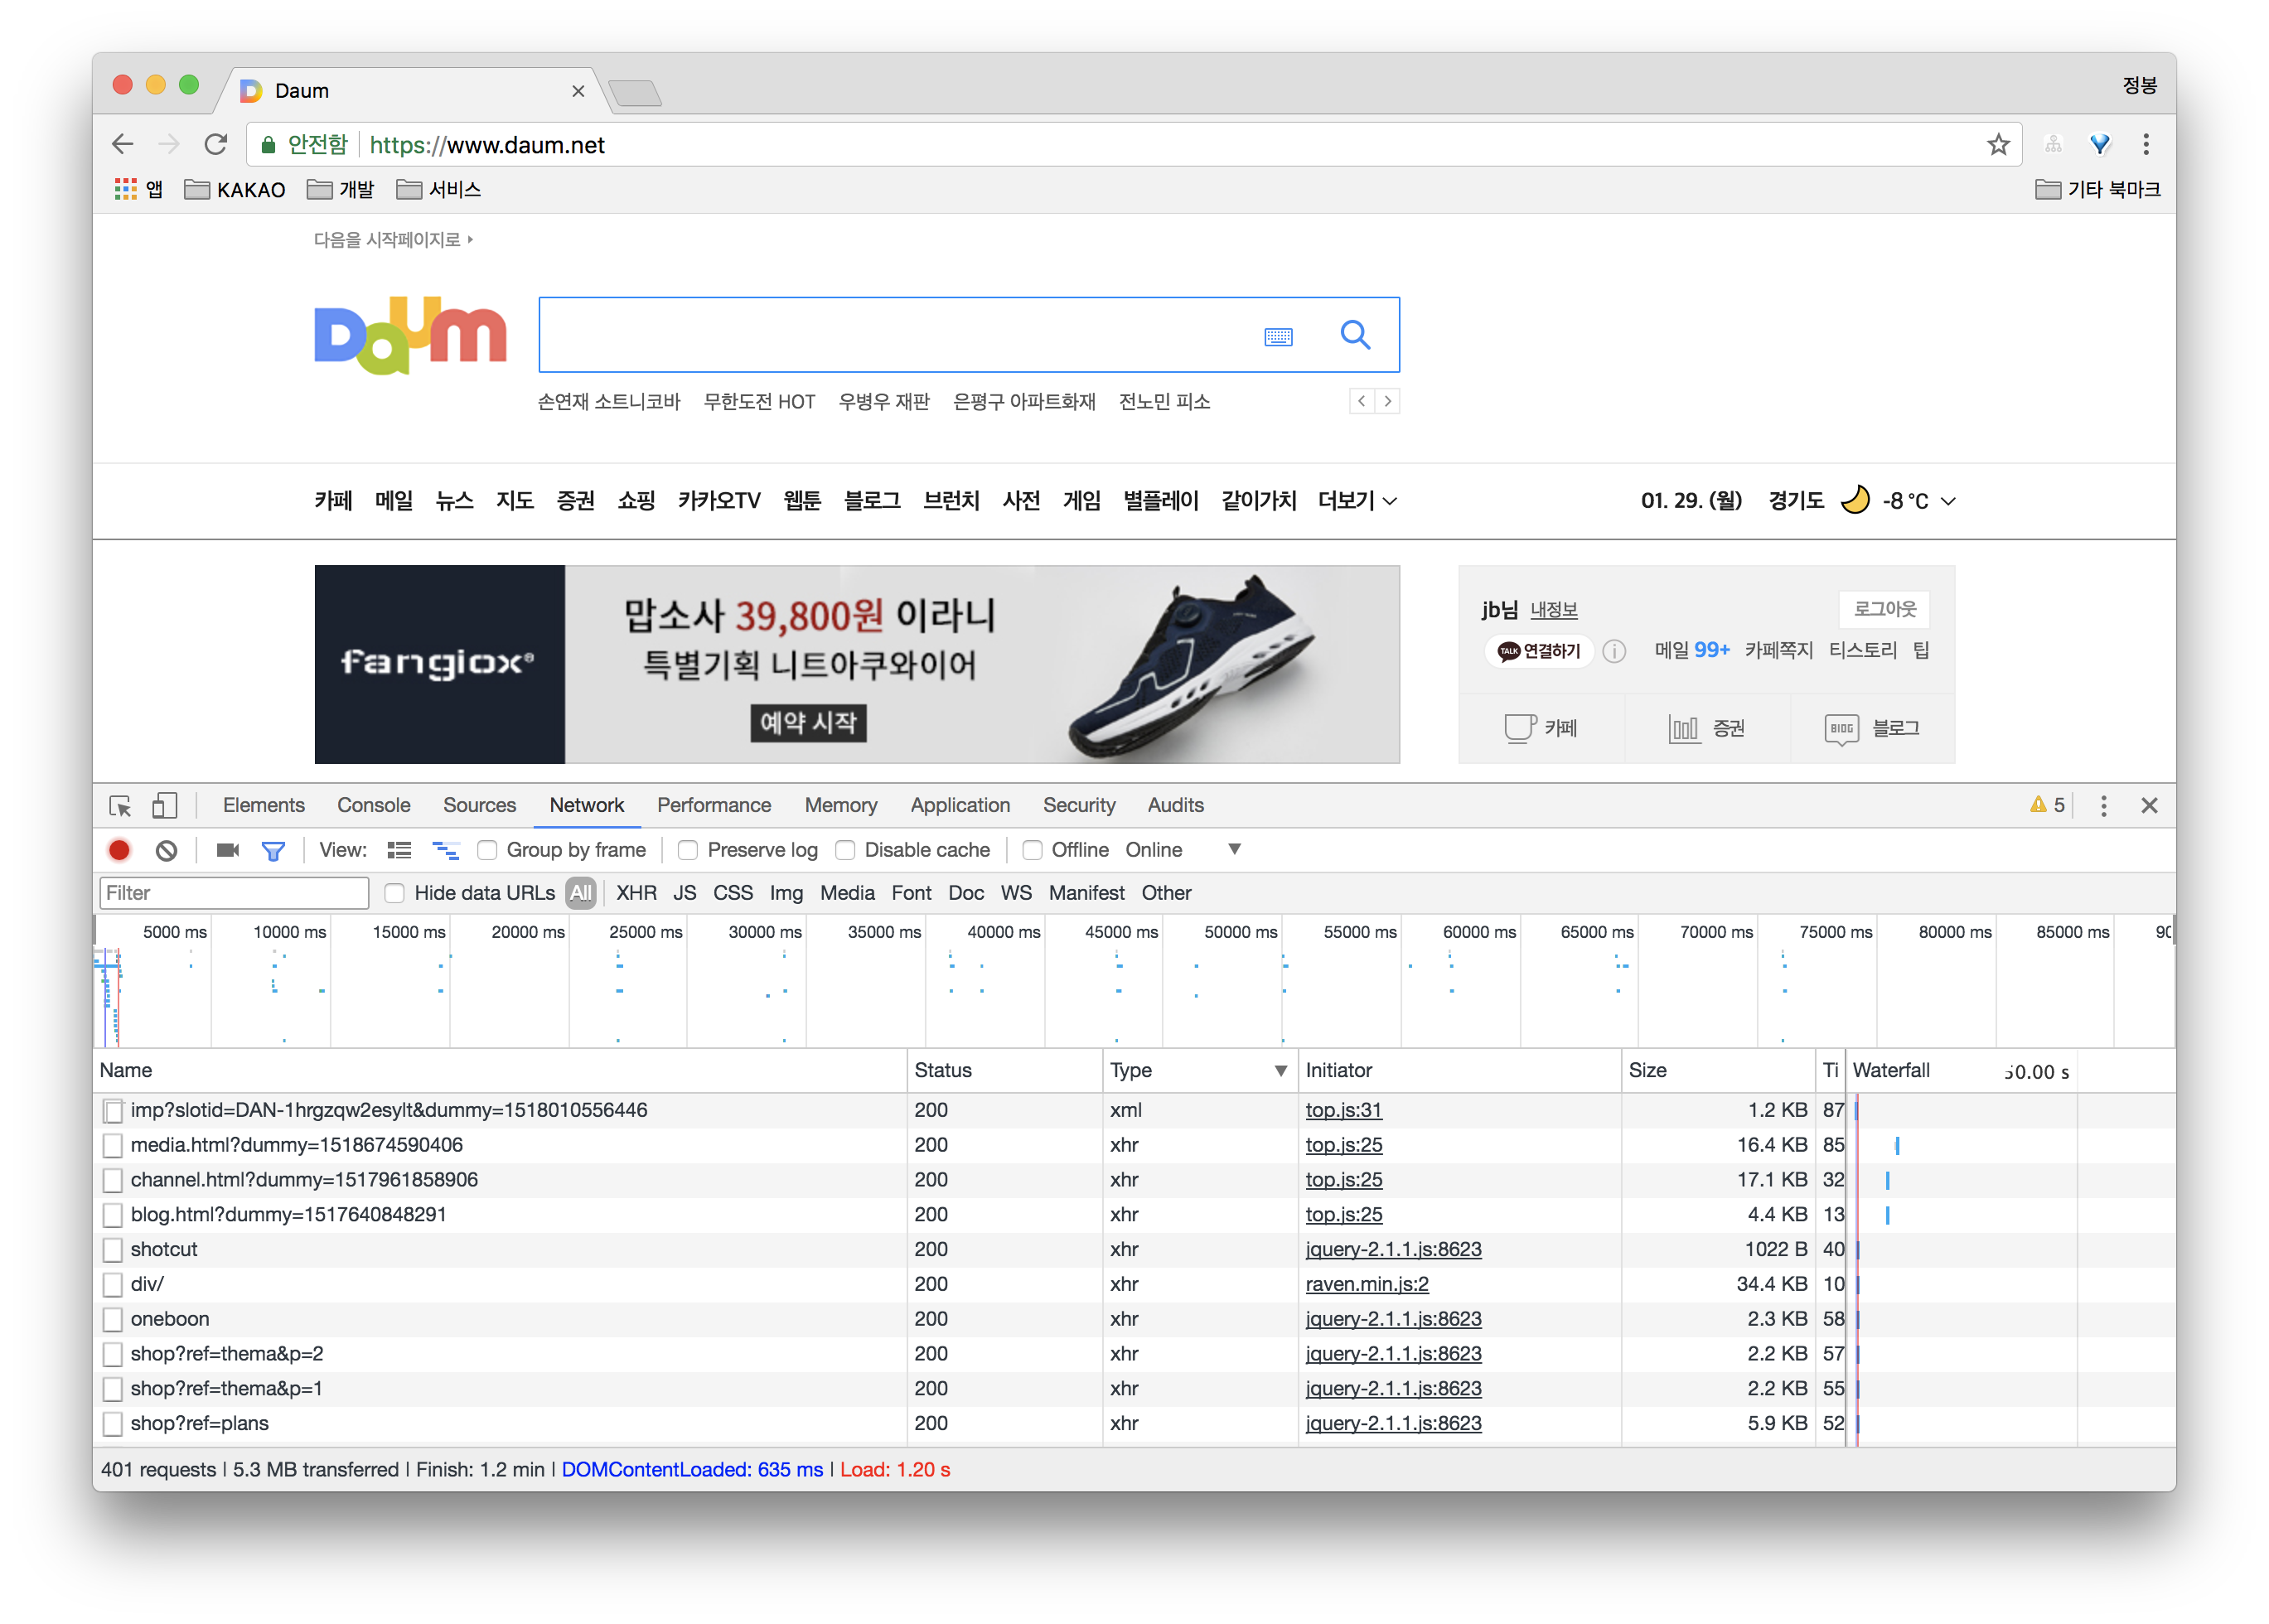 Daum
정봉
안전함 https://www.daum.net
앱 KAKAO 개발 서비스 기타 북마크
다음을 시작페이지로
Daum
손연재 소트니코바 무한도전 HOT 우병우 재판 은평구 아파트화재 전노민 피소
카페 메일 뉴스 지도 증권 쇼핑 카카오TV 웹툰 블로그 브런치 사전 게임 별플레이 같이가치 더보기 01. 29. (월) 경기도 -8 °C
fangiox®
맙소사 39,800원 이라니
특별기획 니트아쿠와이어
예약 시작
jb님 내정보 로그아웃
TALK 연결하기 메일 99+ 카페쪽지 티스토리 팁
카페 증권 BLOG 블로그
Elements Console Sources Network Performance Memory Application Security Audits 5
View: Group by frame Preserve log Disable cache Offline Online
Filter Hide data URLs All XHR JS CSS Img Media Font Doc WS Manifest Other
5000 ms 10000 ms 15000 ms 20000 ms 25000 ms 30000 ms 35000 ms 40000 ms 45000 ms 50000 ms 55000 ms 60000 ms 65000 ms 70000 ms 75000 ms 80000 ms 85000 ms
Name Status Type Initiator Size Ti Waterfall
imp?slotid=DAN-1hrgzqw2esylt&dummy=1518010556446 200 xml top.js:31 1.2 KB 87
media.html?dummy=1518674590406 200 xhr top.js:25 16.4 KB 85
channel.html?dummy=1517961858906 200 xhr top.js:25 17.1 KB 32
blog.html?dummy=1517640848291 200 xhr top.js:25 4.4 KB 13
shotcut 200 xhr jquery-2.1.1.js:8623 1022 B 40
div/ 200 xhr raven.min.js:2 34.4 KB 10
oneboon 200 xhr jquery-2.1.1.js:8623 2.3 KB 58
shop?ref=thema&p=2 200 xhr jquery-2.1.1.js:8623 2.2 KB 57
shop?ref=thema&p=1 200 xhr jquery-2.1.1.js:8623 2.2 KB 55
shop?ref=plans 200 xhr jquery-2.1.1.js:8623 5.9 KB 52
401 requests | 5.3 MB transferred | Finish: 1.2 min | DOMContentLoaded: 635 ms | Load: 1.20 s